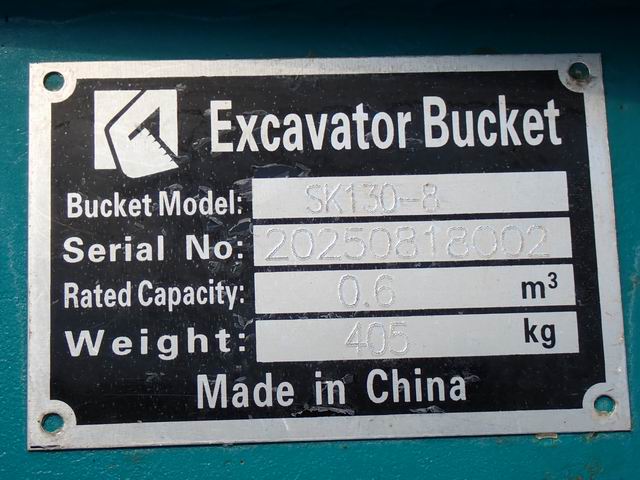 Excavator Bucket
Bucket Model: SK130-8
Serial No: 20250818002
Rated Capacity: 0.6 m³
Weight: 405 kg
Made in China